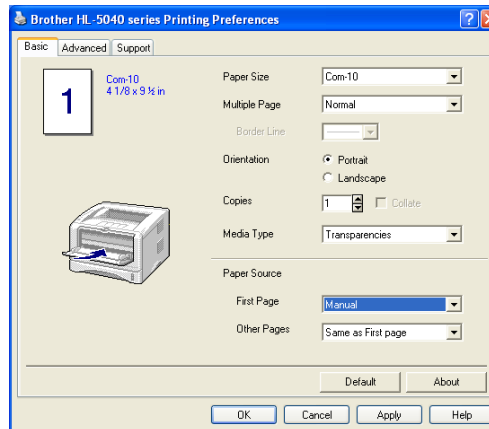 Brother HL-5040 series Printing Preferences
Basic Advanced Support
1
Com-10
4 1/8 x 9 ½ in
Paper Size Com-10
Multiple Page Normal
Border Line
Orientation Portrait
Landscape
Copies 1 Collate
Media Type Transparencies
Paper Source
First Page Manual
Other Pages Same as First page
Default About
OK Cancel Apply Help